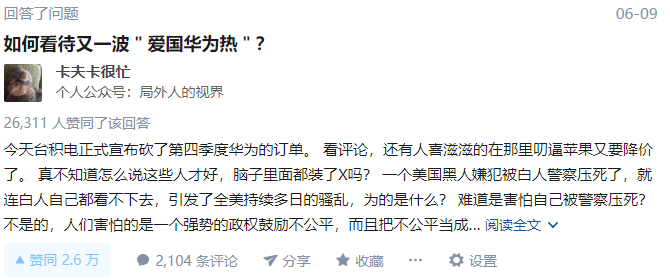 回答了问题 06-09
如何看待又一波＂爱国华为热＂？
卡夫卡很忙
个人公众号：局外人的视界
26,311 人赞同了该回答
今天台积电正式宣布砍了第四季度华为的订单。 看评论，还有人喜滋滋的在那里叨逼苹果又要降价
了。 真不知道怎么说这些人才好，脑子里面都装了X吗？ 一个美国黑人嫌犯被白人警察压死了，就
连白人自己都看不下去，引发了全美持续多日的骚乱，为的是什么？ 难道是害怕自己被警察压死？
不是的，人们害怕的是一个强势的政权鼓励不公平，而且把不公平当成... 阅读全文
赞同 2.6 万 2,104 条评论 分享 收藏 ··· 设置